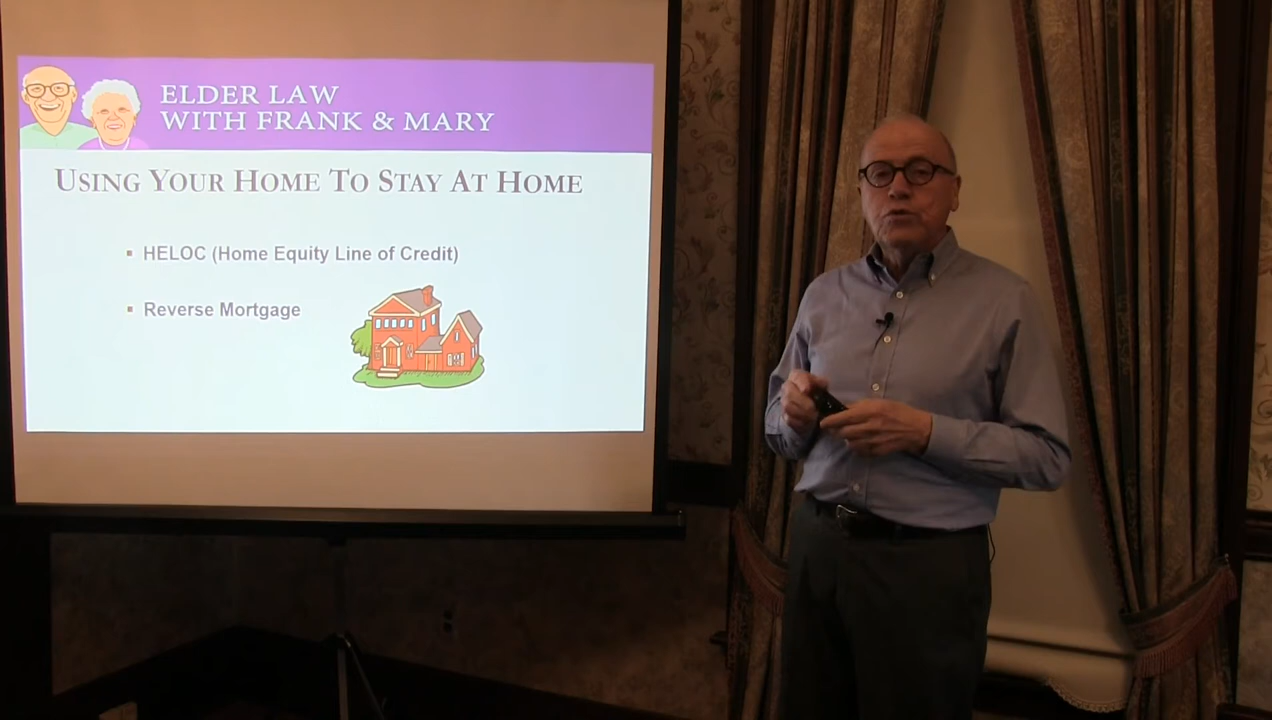 ELDER LAW
WITH FRANK & MARY
USING YOUR HOME TO STAY AT HOME
▪ HELOC (Home Equity Line of Credit)
▪ Reverse Mortgage